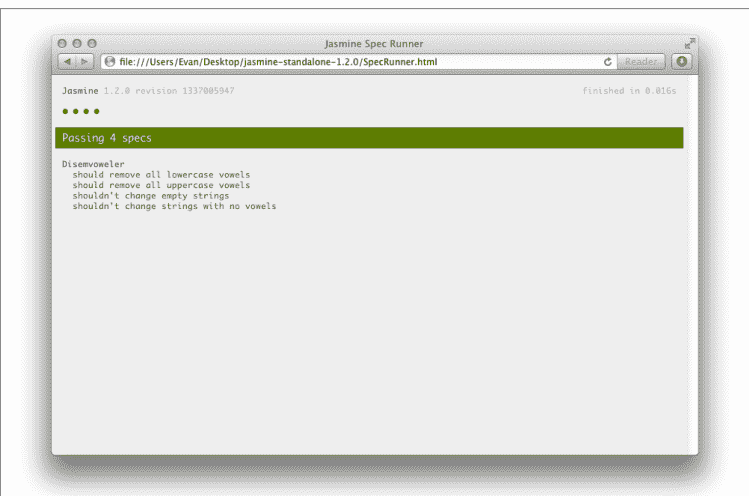 Jasmine Spec Runner
file:///Users/Evan/Desktop/jasmine-standalone-1.2.0/SpecRunner.html
Reader
Jasmine 1.2.0 revision 1337005947
finished in 0.016s
Passing 4 specs
Disemvoweler
should remove all lowercase vowels
should remove all uppercase vowels
shouldn't change empty strings
shouldn't change strings with no vowels